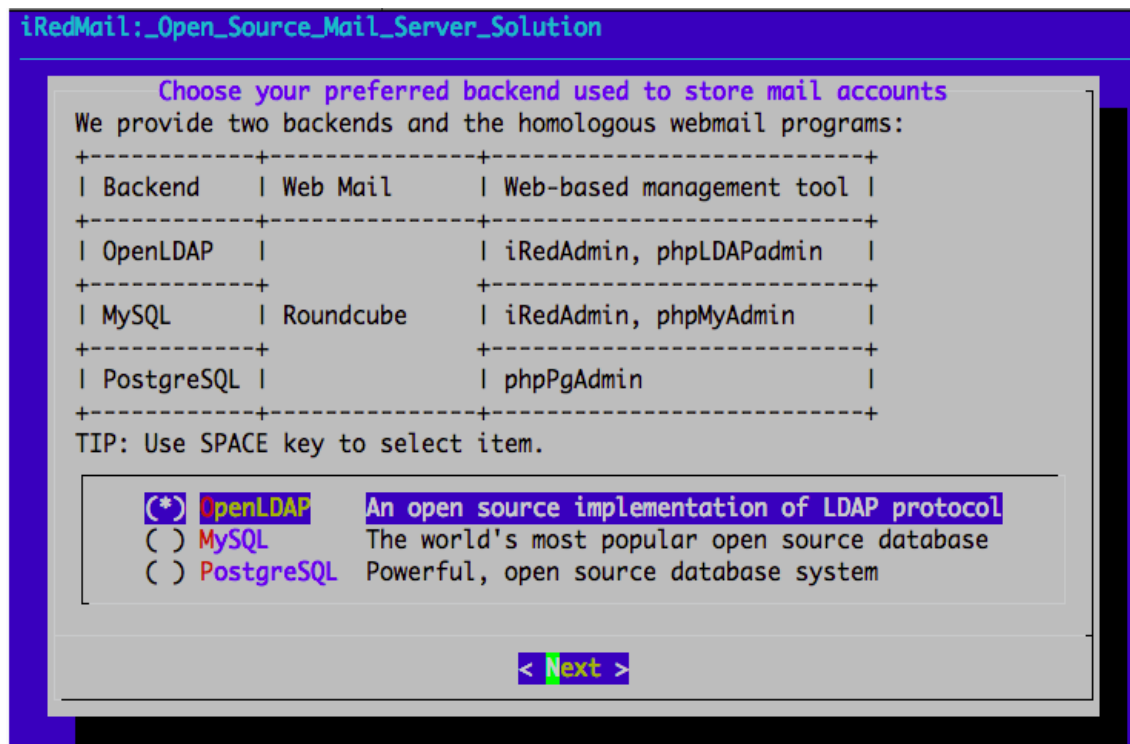 iRedMail:_Open_Source_Mail_Server_Solution
Choose your preferred backend used to store mail accounts
We provide two backends and the homologous webmail programs:
+------------+---------------+---------------------------+
| Backend    | Web Mail      | Web-based management tool |
+------------+---------------+---------------------------+
| OpenLDAP   |               | iRedAdmin, phpLDAPadmin   |
+------------+               +---------------------------+
| MySQL      | Roundcube     | iRedAdmin, phpMyAdmin     |
+------------+               +---------------------------+
| PostgreSQL |               | phpPgAdmin                |
+------------+---------------+---------------------------+
TIP: Use SPACE key to select item.
(*) OpenLDAP    An open source implementation of LDAP protocol
( ) MySQL       The world's most popular open source database
( ) PostgreSQL  Powerful, open source database system
< Next >